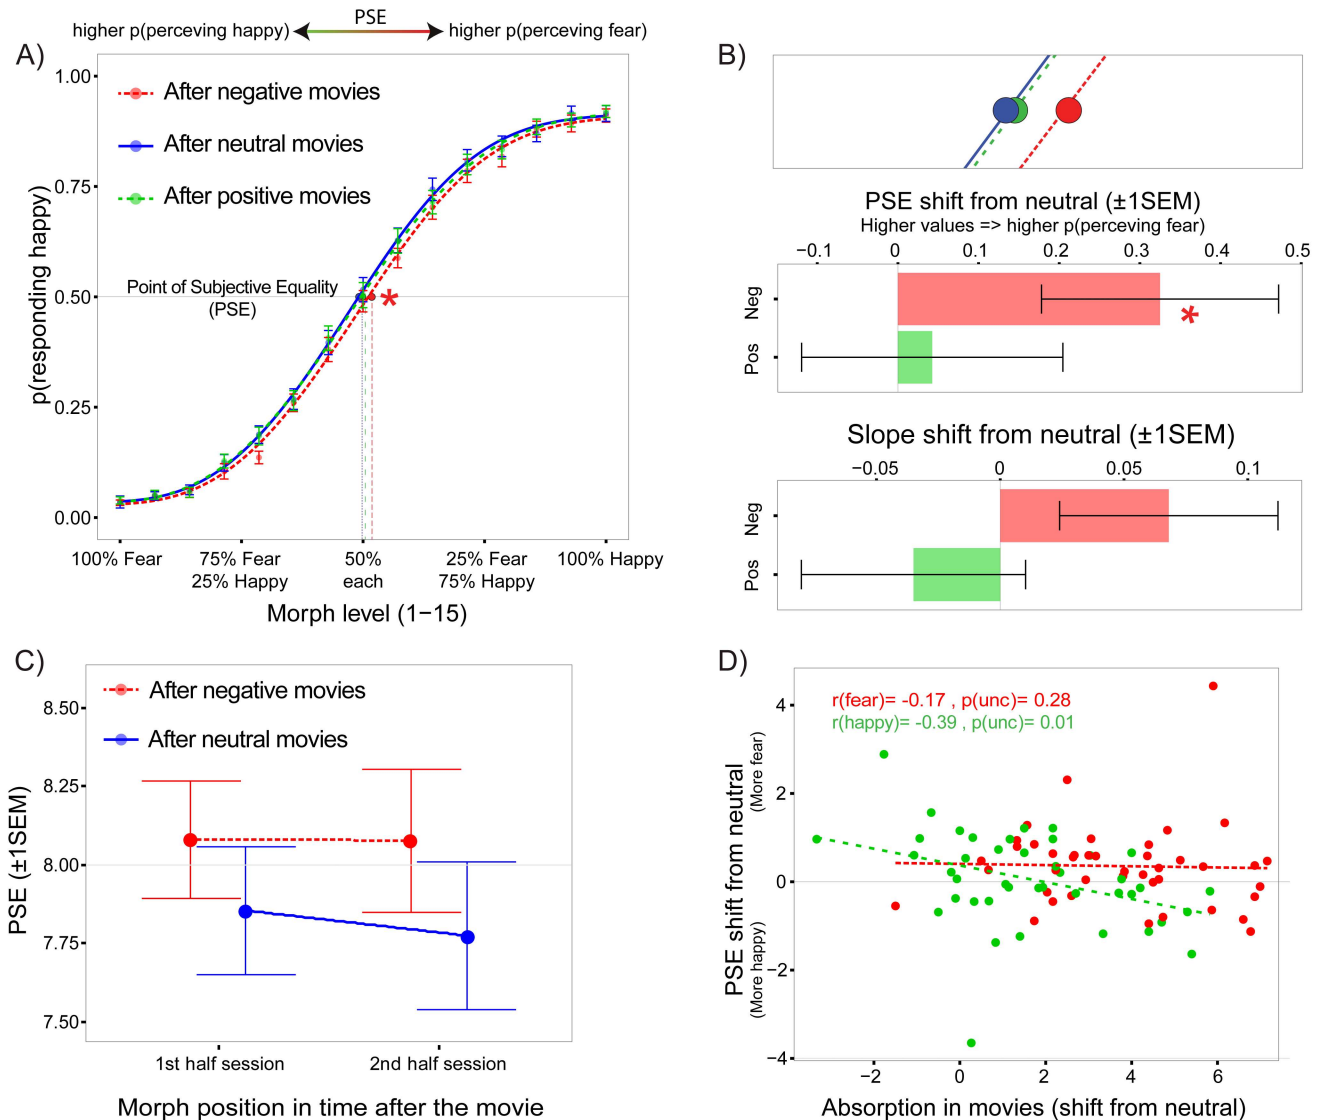 PSE
higher p(perceving happy)
higher p(perceving fear)
A)
1.00
0.75
0.50
0.25
0.00
p(responding happy)
After negative movies
After neutral movies
After positive movies
Point of Subjective Equality
(PSE)
*
100% Fear
75% Fear
25% Happy
50%
each
25% Fear
75% Happy
100% Happy
Morph level (1−15)
B)
PSE shift from neutral (±1SEM)
Higher values => higher p(perceving fear)
−0.1 0 0.1 0.2 0.3 0.4 0.5
Neg
Pos
*
Slope shift from neutral (±1SEM)
−0.05 0 0.05 0.1
Neg
Pos
C)
After negative movies
After neutral movies
8.50
8.25
8.00
7.75
7.50
PSE (±1SEM)
1st half session
2nd half session
Morph position in time after the movie
D)
r(fear)= -0.17 , p(unc)= 0.28
r(happy)= -0.39 , p(unc)= 0.01
4
2
0
−2
−4
PSE shift from neutral
(More happy)
(More fear)
−2 0 2 4 6
Absorption in movies (shift from neutral)